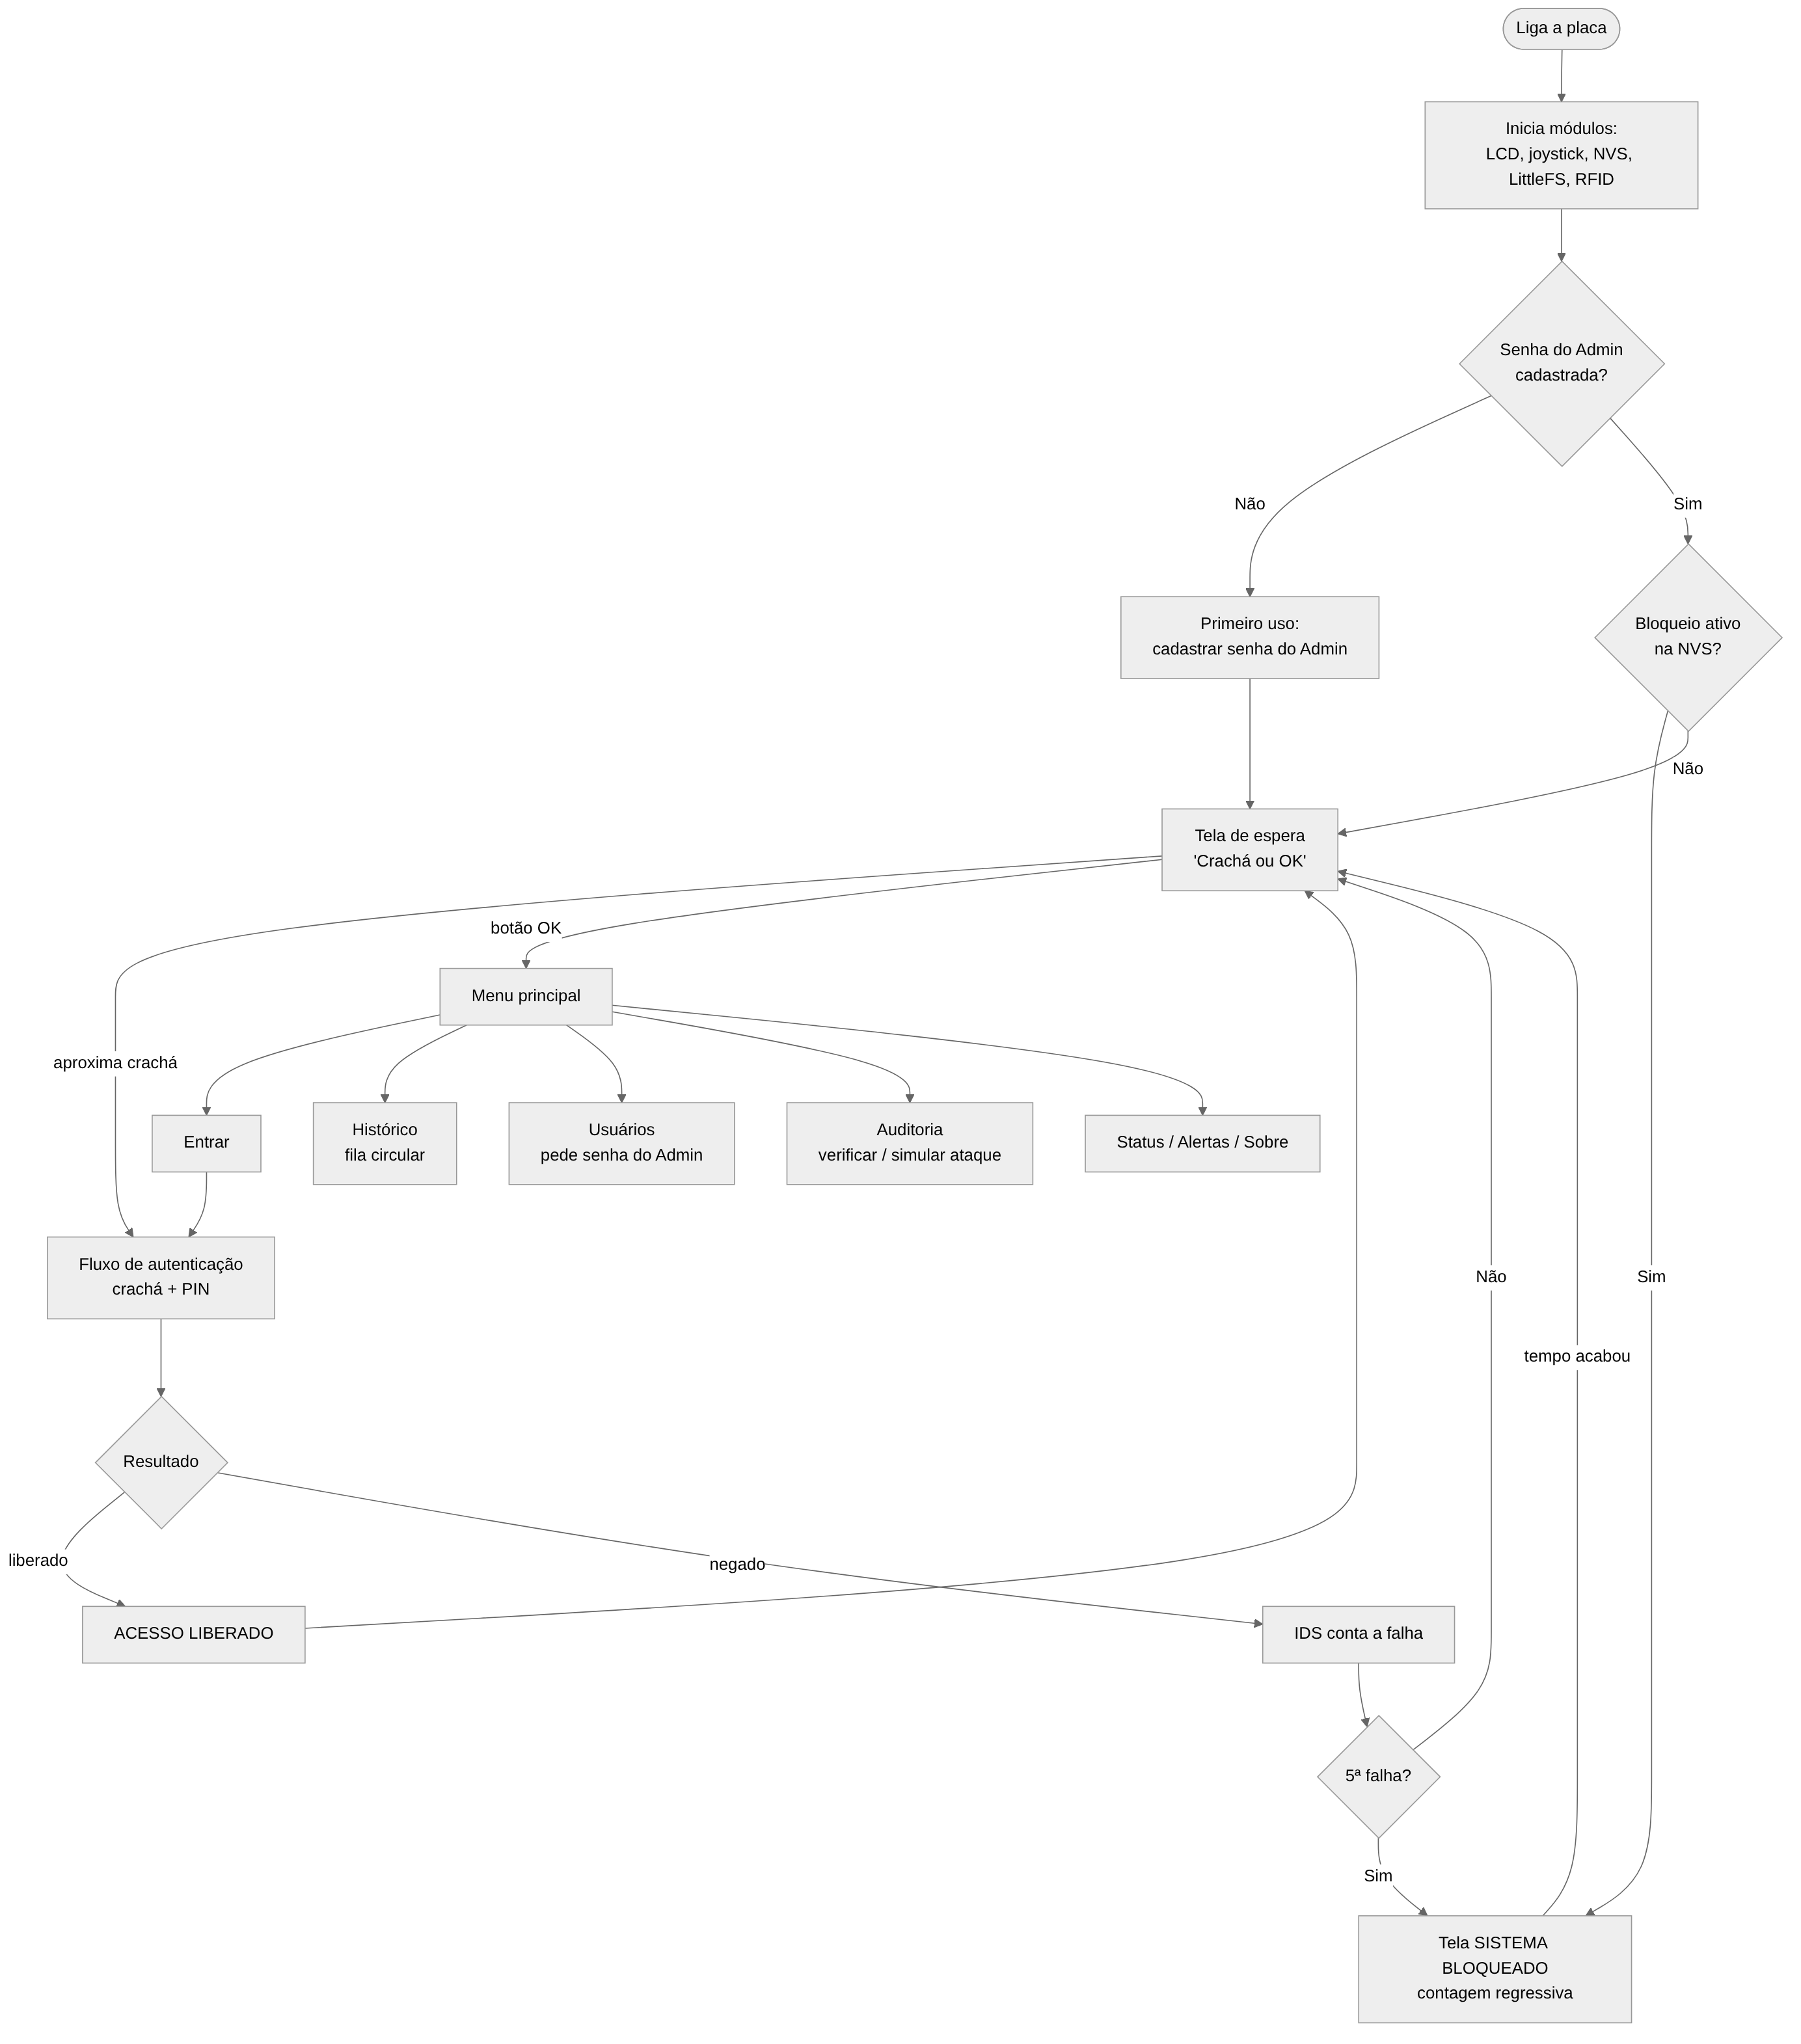 Liga a placa
Inicia módulos:
LCD, joystick, NVS,
LittleFS, RFID
Senha do Admin
cadastrada?
Não
Sim
Primeiro uso:
cadastrar senha do Admin
Bloqueio ativo
na NVS?
Não
Tela de espera
'Crachá ou OK'
botão OK
Menu principal
aproxima crachá
Entrar
Histórico
fila circular
Usuários
pede senha do Admin
Auditoria
verificar / simular ataque
Status / Alertas / Sobre
Fluxo de autenticação
crachá + PIN
Não
Sim
tempo acabou
Resultado
liberado
negado
ACESSO LIBERADO
IDS conta a falha
5ª falha?
Sim
Tela SISTEMA
BLOQUEADO
contagem regressiva